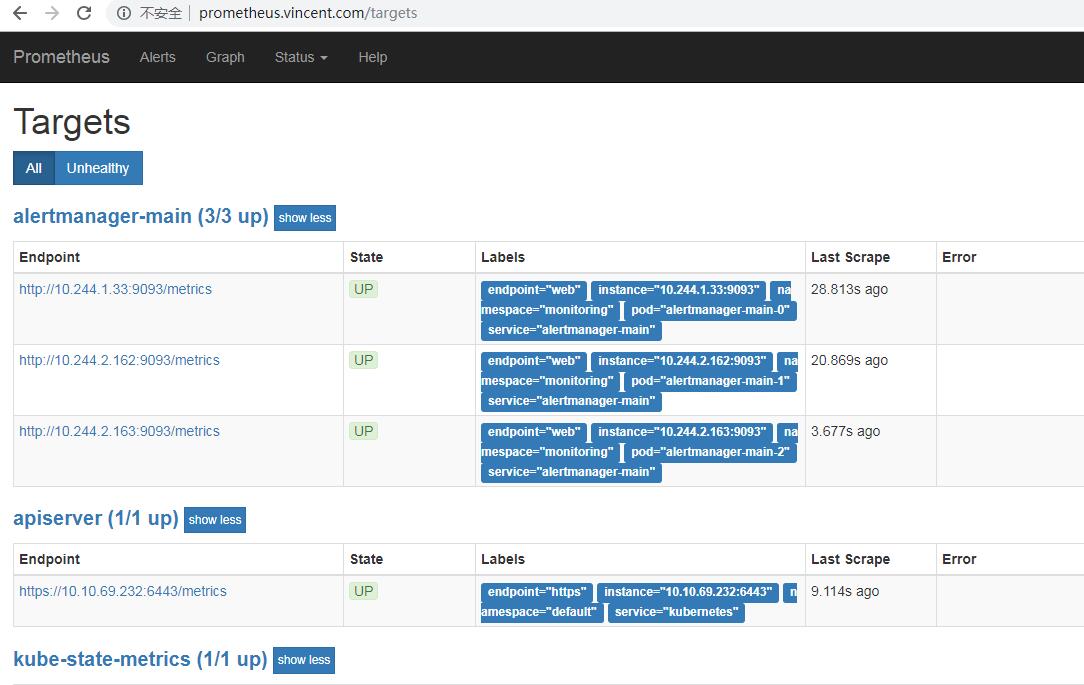 不安全 prometheus.vincent.com/targets
Prometheus Alerts Graph Status Help
Targets
All Unhealthy
alertmanager-main (3/3 up) show less
Endpoint State Labels Last Scrape Error
http://10.244.1.33:9093/metrics UP endpoint="web" instance="10.244.1.33:9093" na 28.813s ago
mespace="monitoring" pod="alertmanager-main-0"
service="alertmanager-main"
http://10.244.2.162:9093/metrics UP endpoint="web" instance="10.244.2.162:9093" na 20.869s ago
mespace="monitoring" pod="alertmanager-main-1"
service="alertmanager-main"
http://10.244.2.163:9093/metrics UP endpoint="web" instance="10.244.2.163:9093" na 3.677s ago
mespace="monitoring" pod="alertmanager-main-2"
service="alertmanager-main"
apiserver (1/1 up) show less
Endpoint State Labels Last Scrape Error
https://10.10.69.232:6443/metrics UP endpoint="https" instance="10.10.69.232:6443" n 9.114s ago
amespace="default" service="kubernetes"
kube-state-metrics (1/1 up) show less